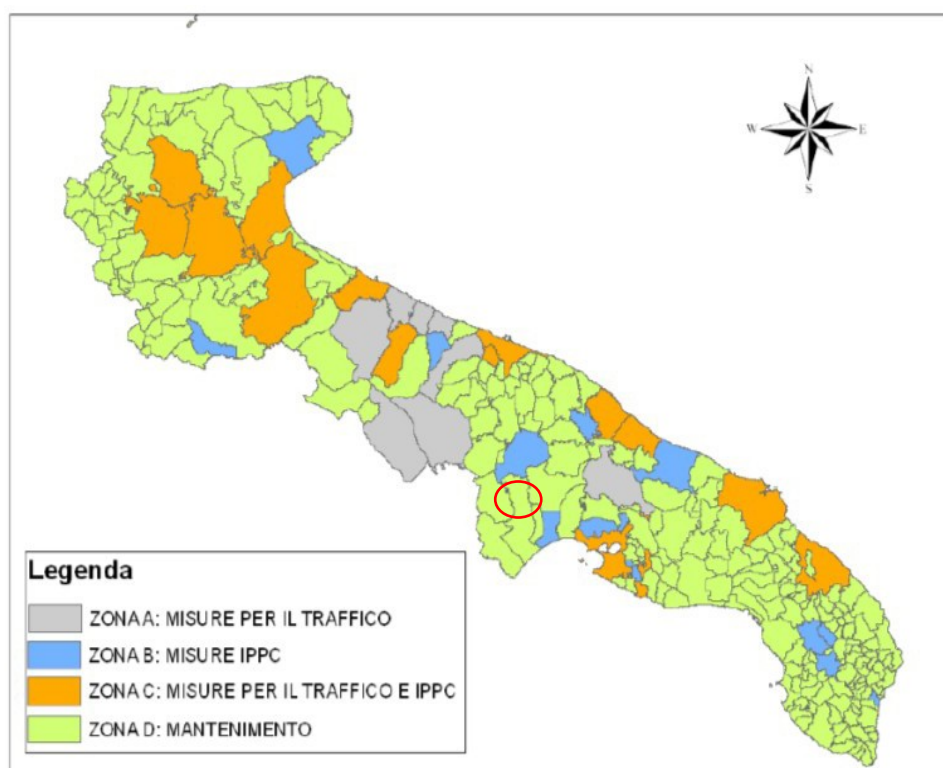 N
W
E
S
Legenda
ZONA A: MISURE PER IL TRAFFICO
ZONA B: MISURE IPPC
ZONA C: MISURE PER IL TRAFFICO E IPPC
ZONA D: MANTENIMENTO